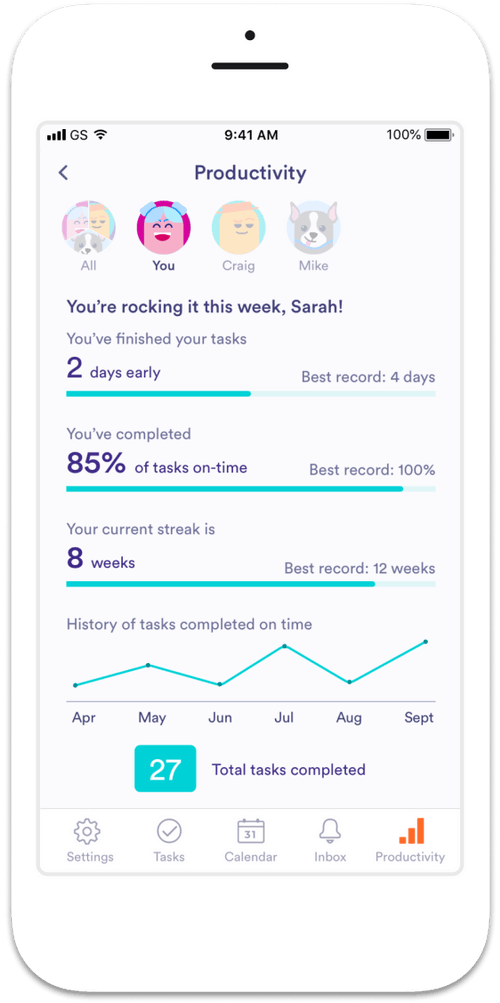 GS 9:41 AM 100%
Productivity
All You Craig Mike
You're rocking it this week, Sarah!
You've finished your tasks
2 days early Best record: 4 days
You've completed
85% of tasks on-time Best record: 100%
Your current streak is
8 weeks Best record: 12 weeks
History of tasks completed on time
Apr May Jun Jul Aug Sept
27 Total tasks completed
31
Settings Tasks Calendar Inbox Productivity